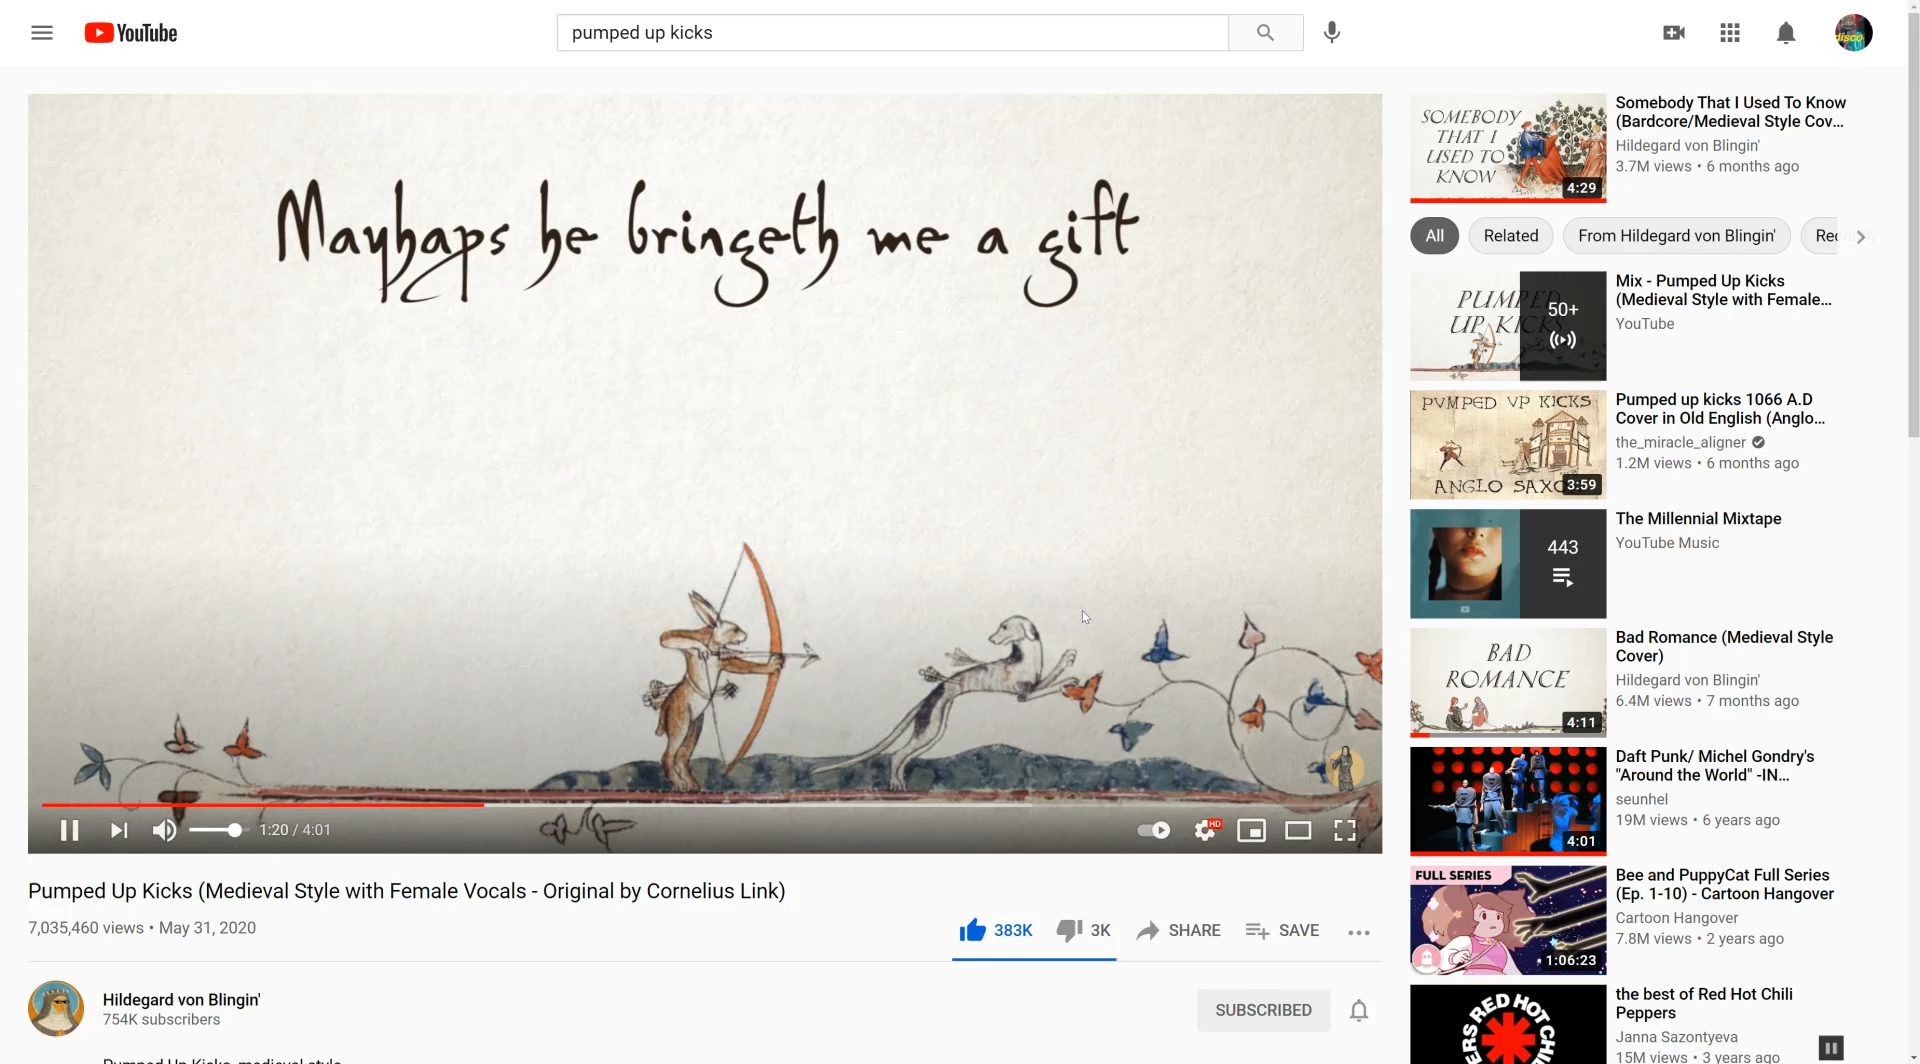 YouTube
pumped up kicks
disco
Mayhaps he bringeth me a gift
1:20 / 4:01
HD
Pumped Up Kicks (Medieval Style with Female Vocals - Original by Cornelius Link)
7,035,460 views • May 31, 2020
383K
3K
SHARE
SAVE
Hildegard von Blingin'
754K subscribers
SUBSCRIBED
Pumped Up Kicks, medieval style
SOMEBODY
THAT I
USED TO
KNOW
4:29
Somebody That I Used To Know
(Bardcore/Medieval Style Cov...
Hildegard von Blingin'
3.7M views • 6 months ago
All
Related
From Hildegard von Blingin'
PUMPED
UP KICKS
50+
Mix - Pumped Up Kicks
(Medieval Style with Female...
YouTube
PVMPED VP KICKS
ANGLO SAXO
3:59
Pumped up kicks 1066 A.D
Cover in Old English (Anglo...
the_miracle_aligner
1.2M views • 6 months ago
443
The Millennial Mixtape
YouTube Music
BAD
ROMANCE
4:11
Bad Romance (Medieval Style
Cover)
Hildegard von Blingin'
6.4M views • 7 months ago
4:01
Daft Punk/ Michel Gondry's
"Around the World" -IN...
seunhel
19M views • 6 years ago
FULL SERIES
1:06:23
Bee and PuppyCat Full Series
(Ep. 1-10) - Cartoon Hangover
Cartoon Hangover
7.8M views • 2 years ago
ERS RED HOT CHI
the best of Red Hot Chili
Peppers
Janna Sazontyeva
15M views • 3 years ago